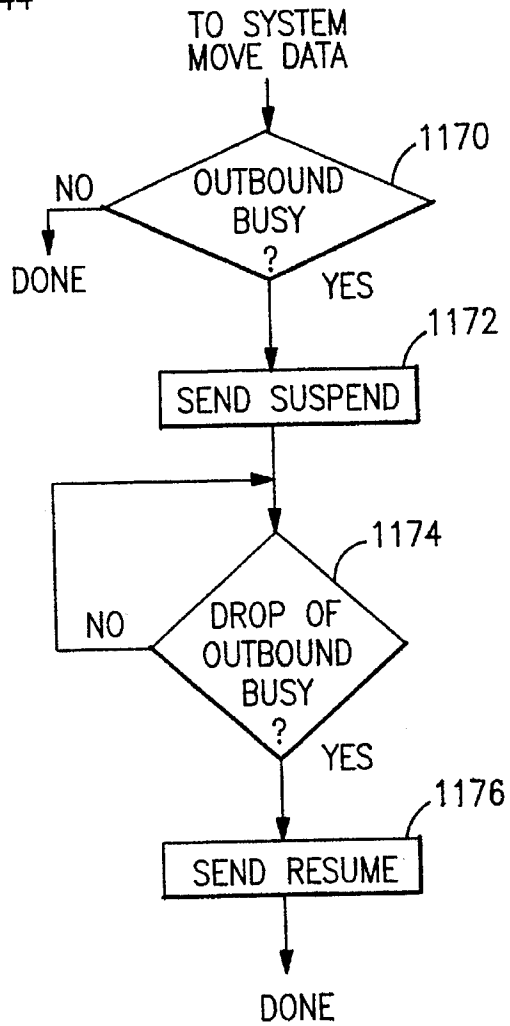 44
TO SYSTEM
MOVE DATA
1170
OUTBOUND
BUSY
?
NO
DONE
YES
1172
SEND SUSPEND
1174
DROP OF
OUTBOUND
BUSY
?
NO
YES
1176
SEND RESUME
DONE